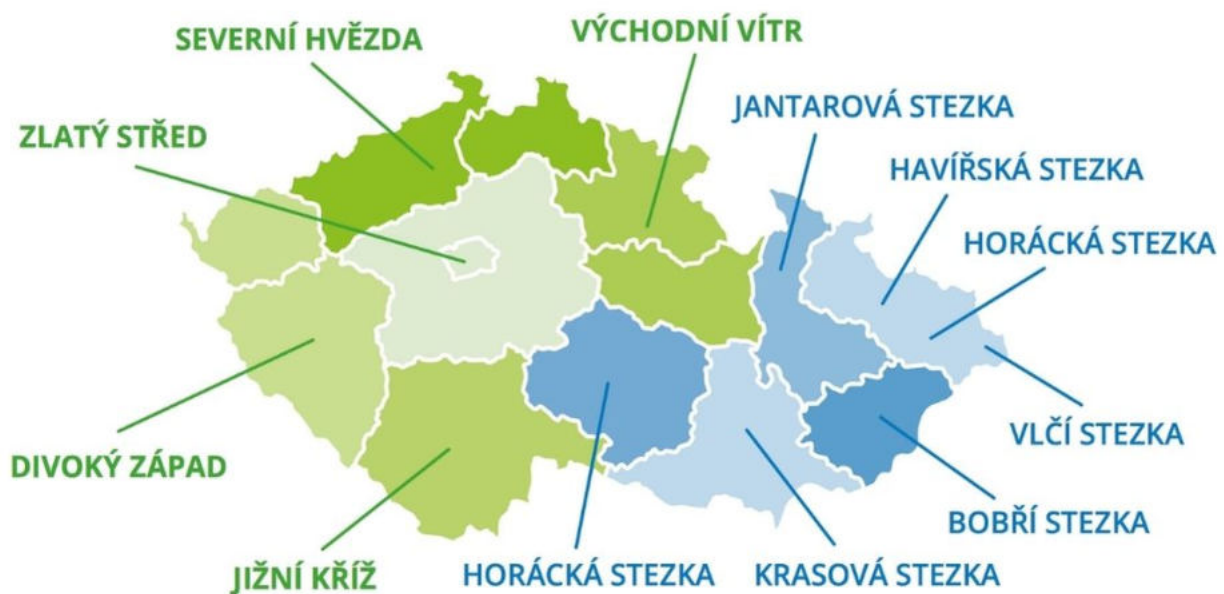 SEVERNÍ HVĚZDA
VÝCHODNÍ VÍTR
JANTAROVÁ STEZKA
ZLATÝ STŘED
HAVÍŘSKÁ STEZKA
HORÁCKÁ STEZKA
VLČÍ STEZKA
DIVOKÝ ZÁPAD
BOBŘÍ STEZKA
JIŽNÍ KŘÍŽ
HORÁCKÁ STEZKA
KRASOVÁ STEZKA